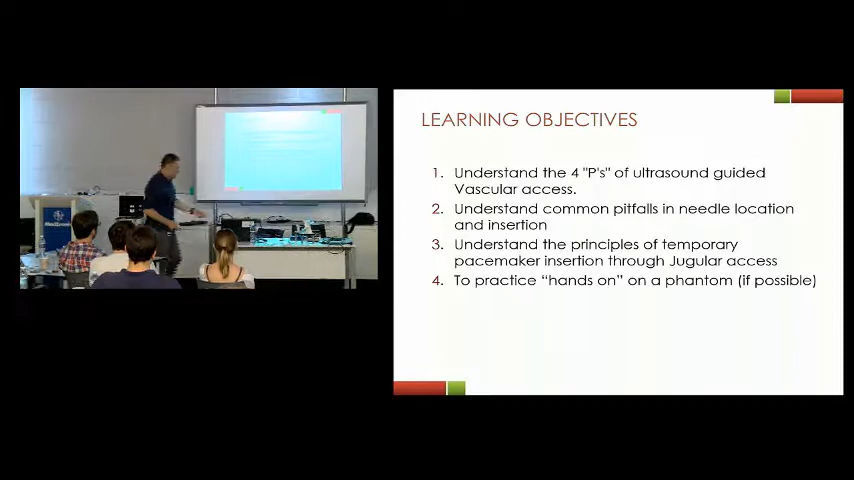 LEARNING OBJECTIVES
1. Understand the 4 "P's" of ultrasound guided
Vascular access.
2. Understand common pitfalls in needle location
and insertion
3. Understand the principles of temporary
pacemaker insertion through Jugular access
4. To practice “hands on” on a phantom (if possible)